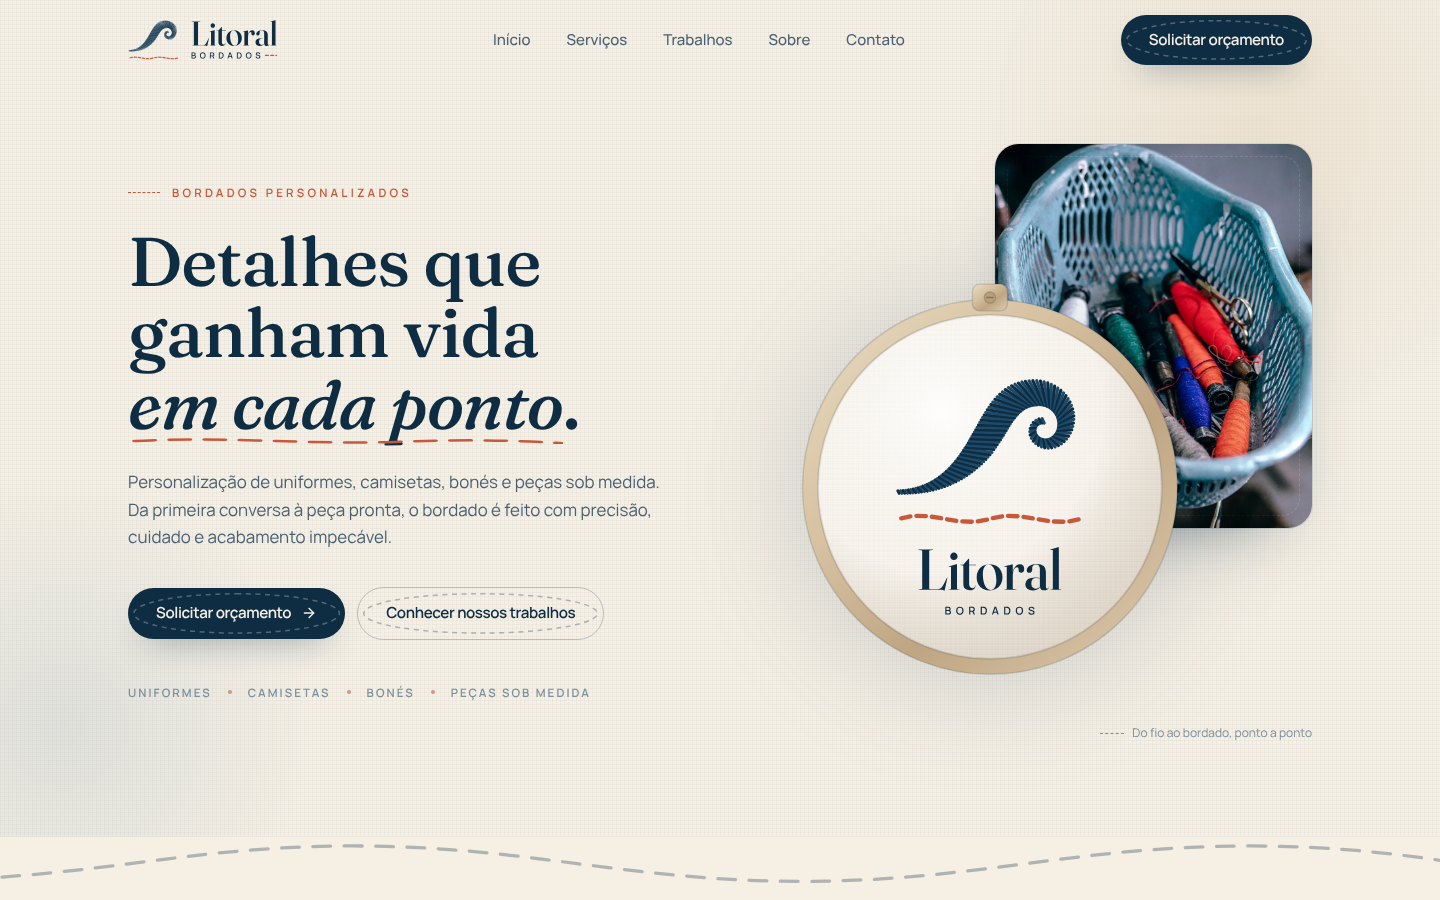 Litoral
BORDADOS
Início
Serviços
Trabalhos
Sobre
Contato
Solicitar orçamento
BORDADOS PERSONALIZADOS
Detalhes que
ganham vida
em cada ponto.
Personalização de uniformes, camisetas, bonés e peças sob medida.
Da primeira conversa à peça pronta, o bordado é feito com precisão,
cuidado e acabamento impecável.
Solicitar orçamento →
Conhecer nossos trabalhos
UNIFORMES • CAMISETAS • BONÉS • PEÇAS SOB MEDIDA
Litoral
BORDADOS
Do fio ao bordado, ponto a ponto